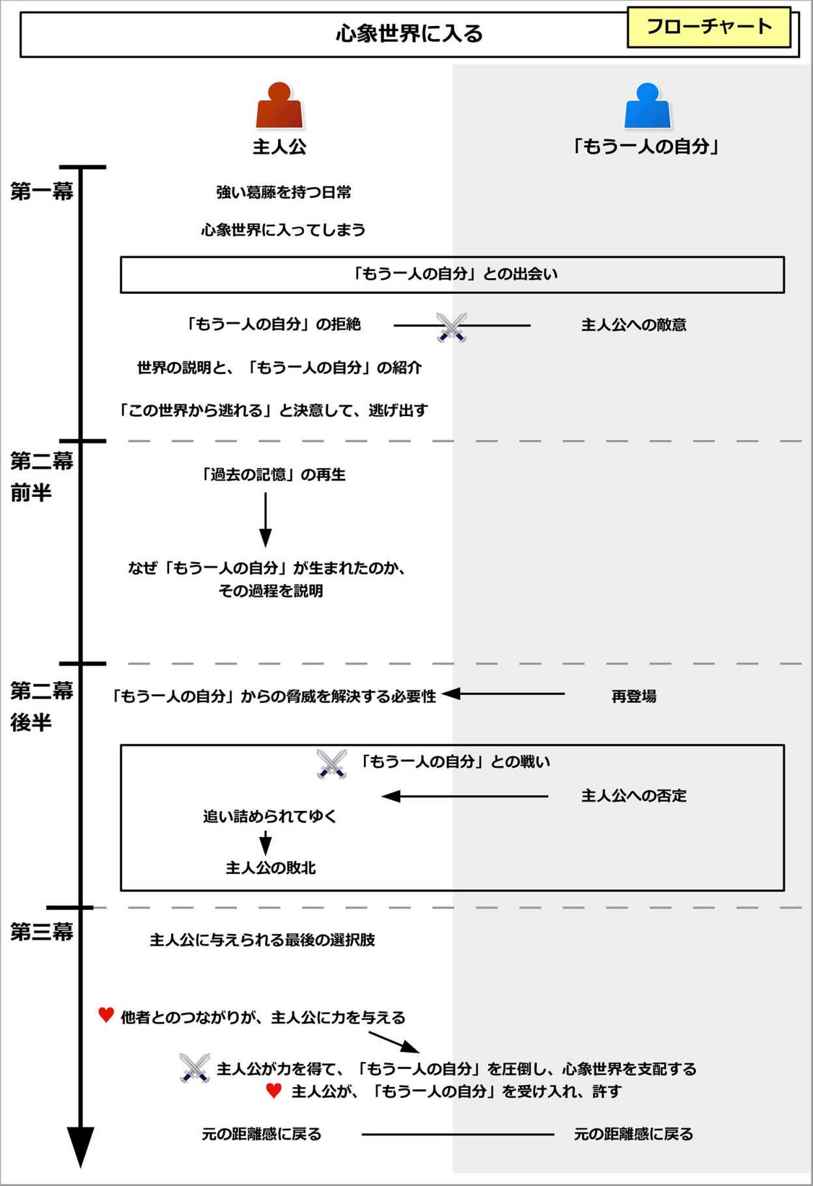 心象世界に入る
フローチャート
主人公
「もう一人の自分」
第一幕
強い葛藤を持つ日常
心象世界に入ってしまう
「もう一人の自分」との出会い
「もう一人の自分」の拒絶
主人公への敵意
世界の説明と、「もう一人の自分」の紹介
「この世界から逃れる」と決意して、逃げ出す
第二幕
前半
「過去の記憶」の再生
なぜ「もう一人の自分」が生まれたのか、
その過程を説明
第二幕
後半
「もう一人の自分」からの脅威を解決する必要性
再登場
「もう一人の自分」との戦い
主人公への否定
追い詰められてゆく
主人公の敗北
第三幕
主人公に与えられる最後の選択肢
♥ 他者とのつながりが、主人公に力を与える
主人公が力を得て、「もう一人の自分」を圧倒し、心象世界を支配する
♥ 主人公が、「もう一人の自分」を受け入れ、許す
元の距離感に戻る
元の距離感に戻る